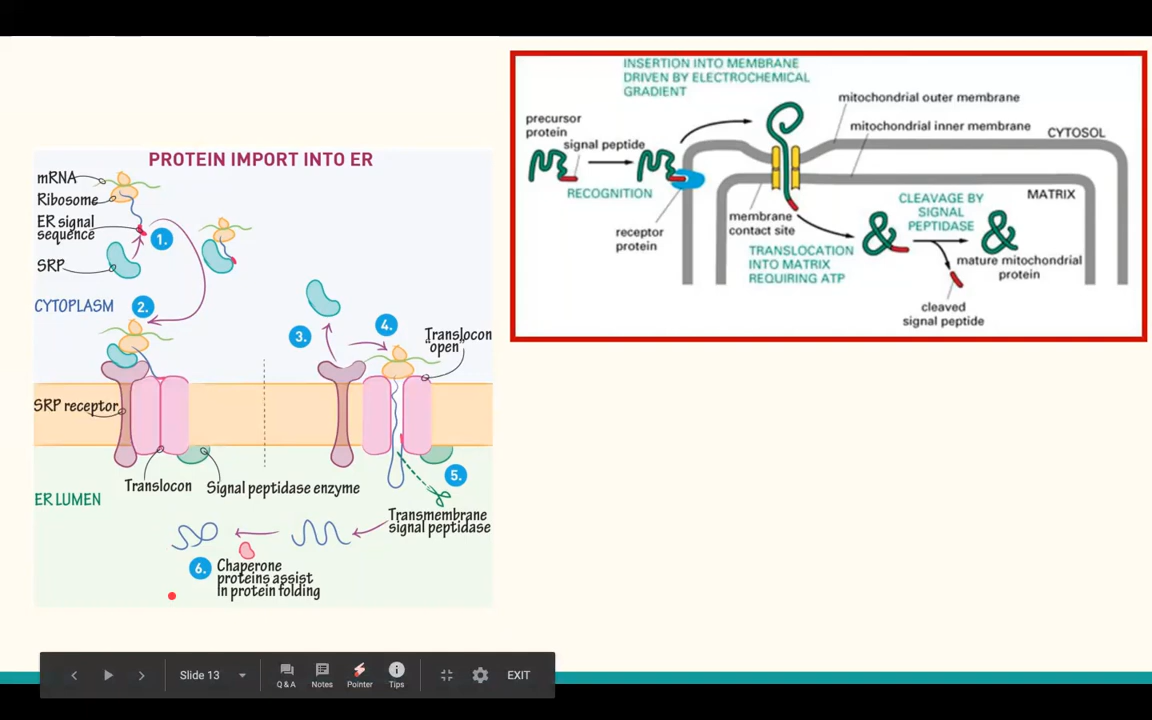 PROTEIN IMPORT INTO ER
mRNA
Ribosome
ER signal
sequence
1.
SRP
CYTOPLASM
2.
3.
4.
Translocon
"open"
SRP receptor
Translocon
Signal peptidase enzyme
5.
ER LUMEN
Transmembrane
signal peptidase
6.
Chaperone
proteins assist
In protein folding
INSERTION INTO MEMBRANE
DRIVEN BY ELECTROCHEMICAL
GRADIENT
precursor
protein
signal peptide
RECOGNITION
receptor
protein
mitochondrial outer membrane
mitochondrial inner membrane
CYTOSOL
MATRIX
membrane
contact site
TRANSLOCATION
INTO MATRIX
REQUIRING ATP
CLEAVAGE BY
SIGNAL
PEPTIDASE
mature mitochondrial
protein
cleaved
signal peptide
Slide 13
Q & A
Notes
Pointer
Tips
EXIT